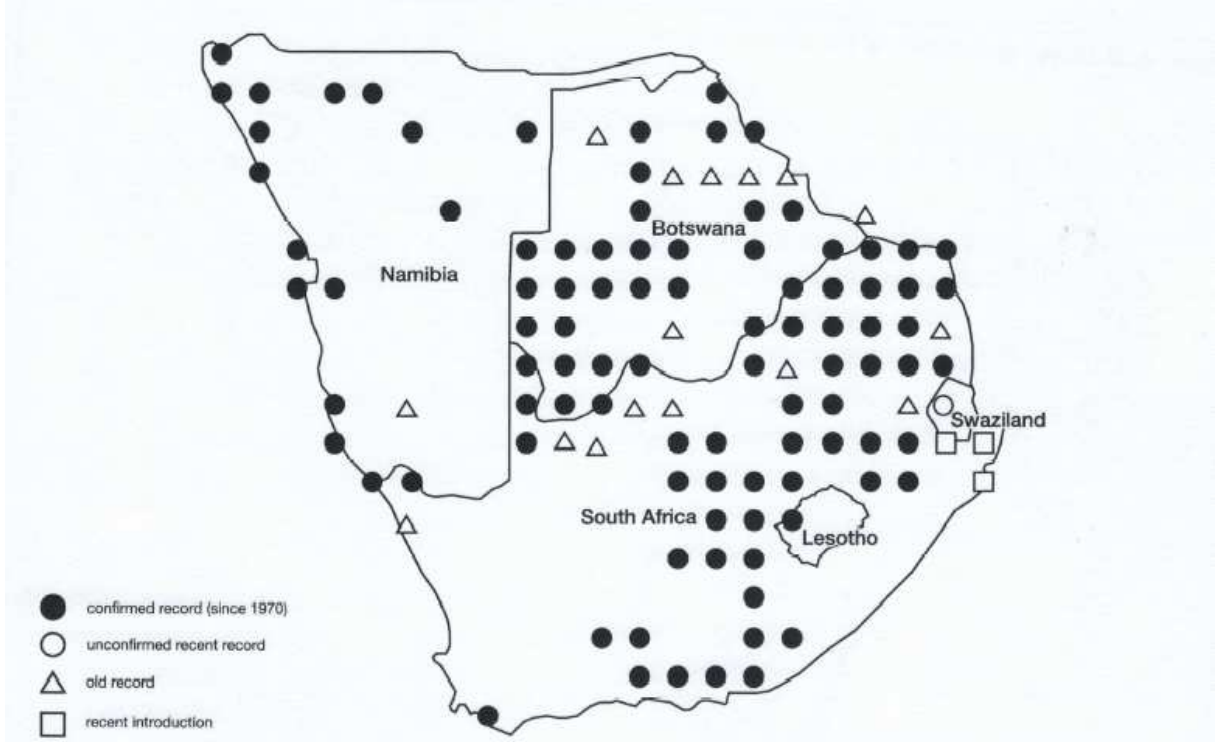 Botswana
Namibia
Swaziland
South Africa
Lesotho
confirmed record (since 1970)
unconfirmed recent record
old record
recent introduction